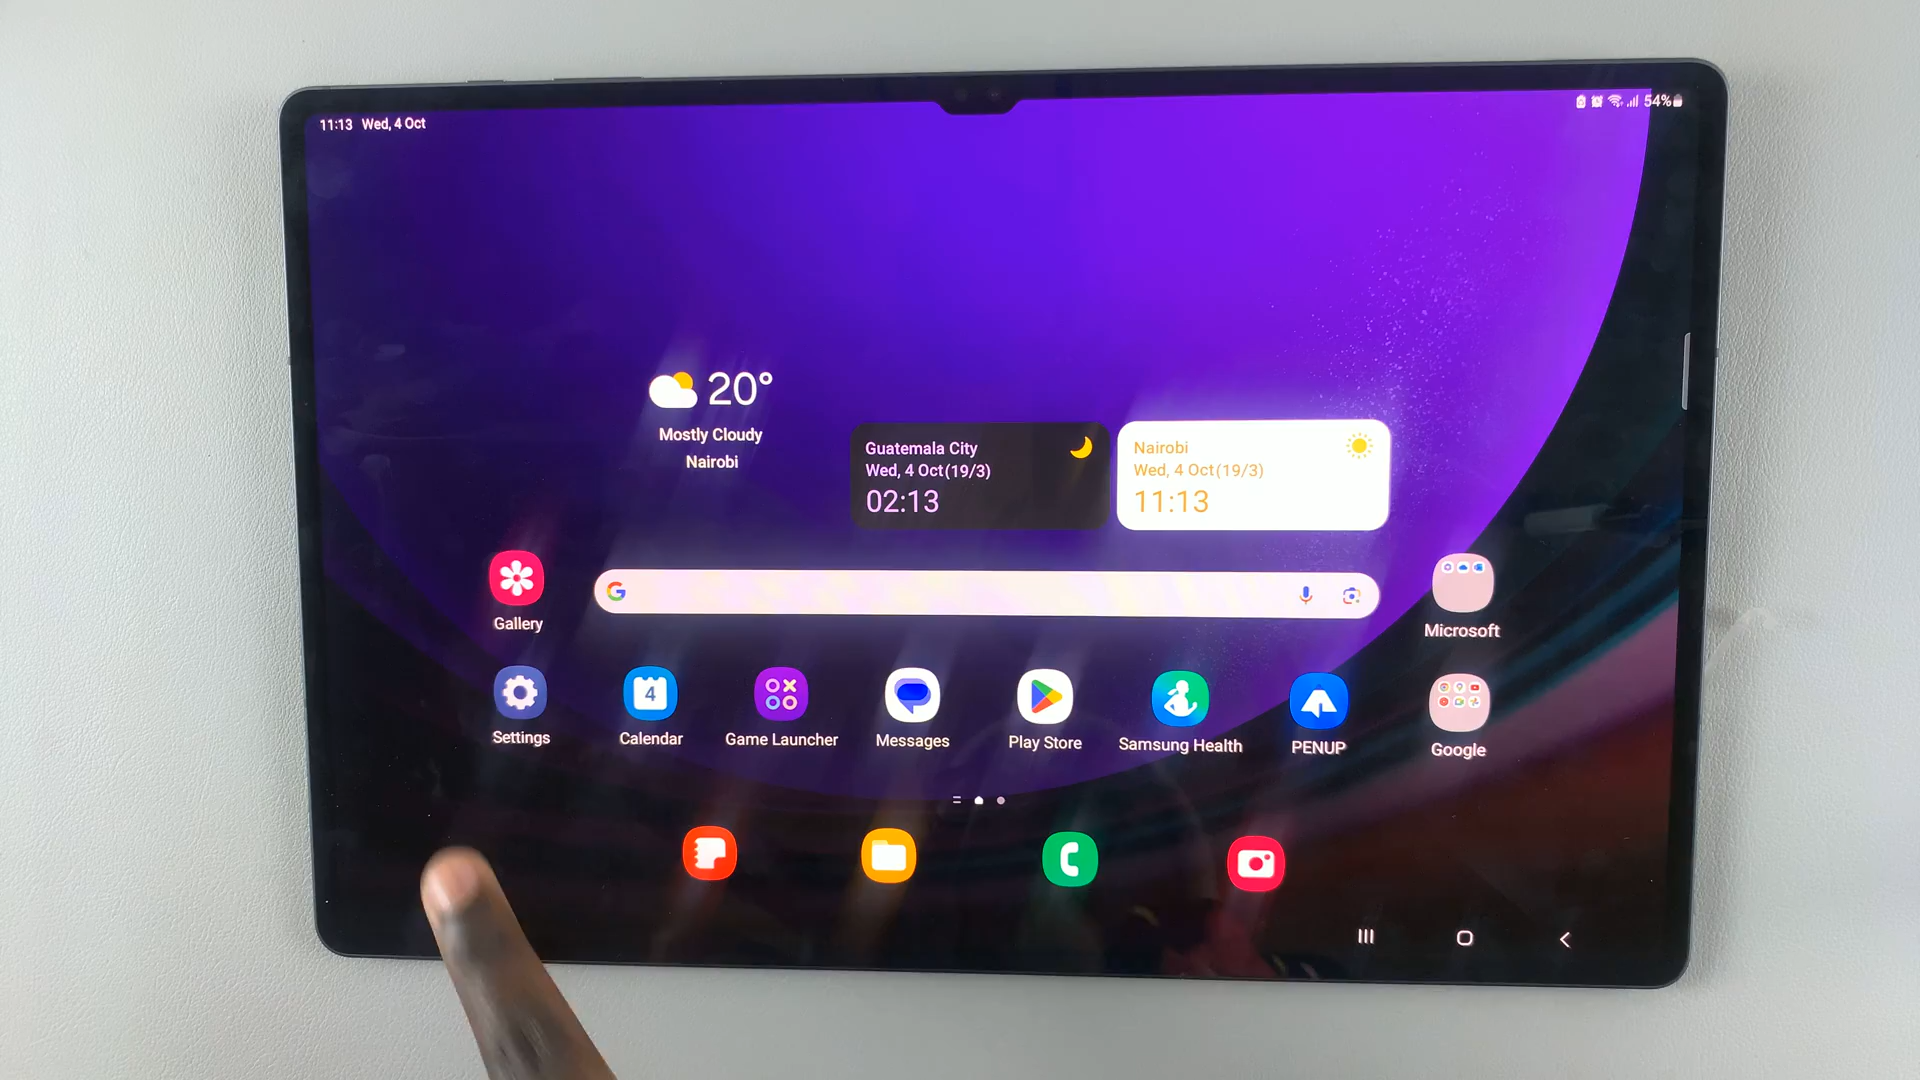 11:13 Wed, 4 Oct
54%
20°
Mostly Cloudy
Nairobi
Guatemala City
Wed, 4 Oct(19/3)
02:13
Nairobi
Wed, 4 Oct(19/3)
11:13
Gallery
Microsoft
Settings
4
Calendar
Game Launcher
Messages
Play Store
Samsung Health
PENUP
Google